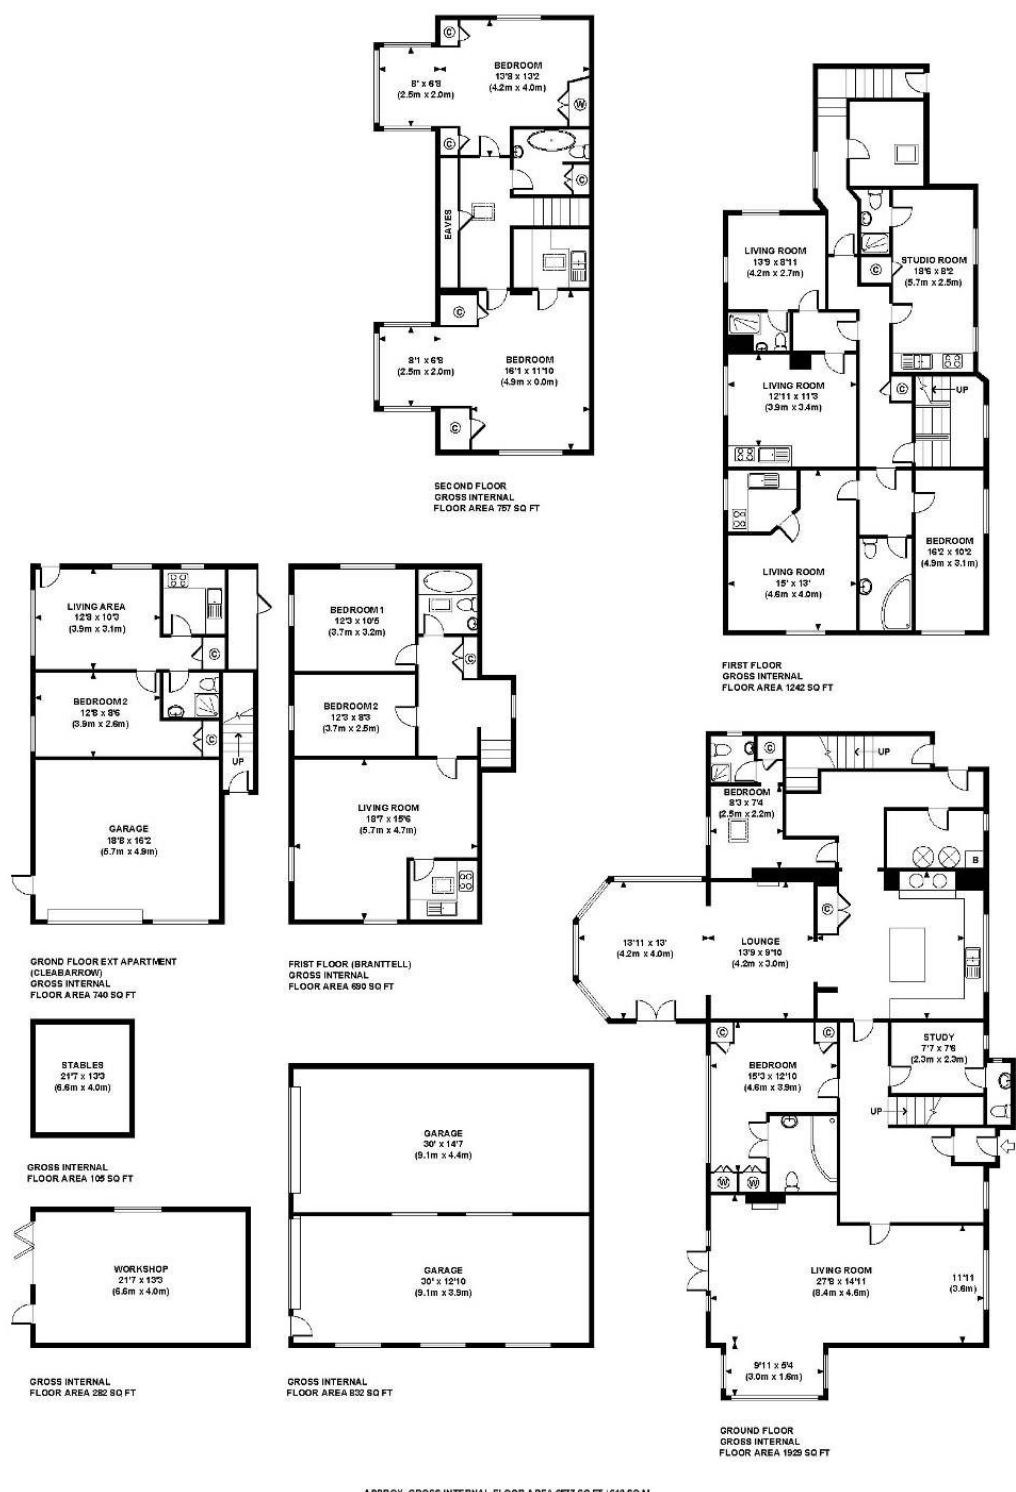 C
BEDROOM
13'8 x 13'2
(4.2m x 4.0m)
8' x 6'8
(2.5m x 2.0m)
W
C
C
EAVES
C
8'1 x 6'8
(2.5m x 2.0m)
BEDROOM
16'1 x 11'10
(4.9m x 0.0m)
C
SECOND FLOOR
GROSS INTERNAL
FLOOR AREA 757 SQ FT
LIVING ROOM
13'9 x 8'11
(4.2m x 2.7m)
STUDIO ROOM
18'6 x 8'2
(5.7m x 2.5m)
C
LIVING ROOM
12'11 x 11'3
(3.9m x 3.4m)
C
UP
LIVING ROOM
15' x 13'
(4.6m x 4.0m)
BEDROOM
16'2 x 10'2
(4.9m x 3.1m)
FIRST FLOOR
GROSS INTERNAL
FLOOR AREA 1242 SQ FT
LIVING AREA
12'8 x 10'3
(3.9m x 3.1m)
C
BEDROOM2
12'8 x 8'6
(3.9m x 2.6m)
C
UP
GARAGE
18'8 x 16'2
(5.7m x 4.9m)
GROND FLOOR EXT APARTMENT
(CLEABARROW)
GROSS INTERNAL
FLOOR AREA 740 SQ FT
BEDROOM1
12'3 x 10'5
(3.7m x 3.2m)
C
BEDROOM2
12'3 x 8'3
(3.7m x 2.5m)
LIVING ROOM
18'7 x 15'6
(5.7m x 4.7m)
FRIST FLOOR (BRANTTELL)
GROSS INTERNAL
FLOOR AREA 690 SQ FT
C
UP
BEDROOM
8'3 x 7'4
(2.5m x 2.2m)
B
C
13'11 x 13'
(4.2m x 4.0m)
LOUNGE
13'9 x 9'10
(4.2m x 3.0m)
C
C
STUDY
7'7 x 7'6
(2.3m x 2.3m)
BEDROOM
15'3 x 12'10
(4.6m x 3.9m)
UP
W
W
LIVING ROOM
27'8 x 14'11
(8.4m x 4.6m)
11'11
(3.6m)
9'11 x 5'4
(3.0m x 1.6m)
GROUND FLOOR
GROSS INTERNAL
FLOOR AREA 1929 SQ FT
STABLES
21'7 x 13'3
(6.6m x 4.0m)
GROSS INTERNAL
FLOOR AREA 105 SQ FT
WORKSHOP
21'7 x 13'3
(6.6m x 4.0m)
GROSS INTERNAL
FLOOR AREA 282 SQ FT
GARAGE
30' x 14'7
(9.1m x 4.4m)
GARAGE
30' x 12'10
(9.1m x 3.9m)
GROSS INTERNAL
FLOOR AREA 832 SQ FT
APPROX. GROSS INTERNAL FLOOR AREA